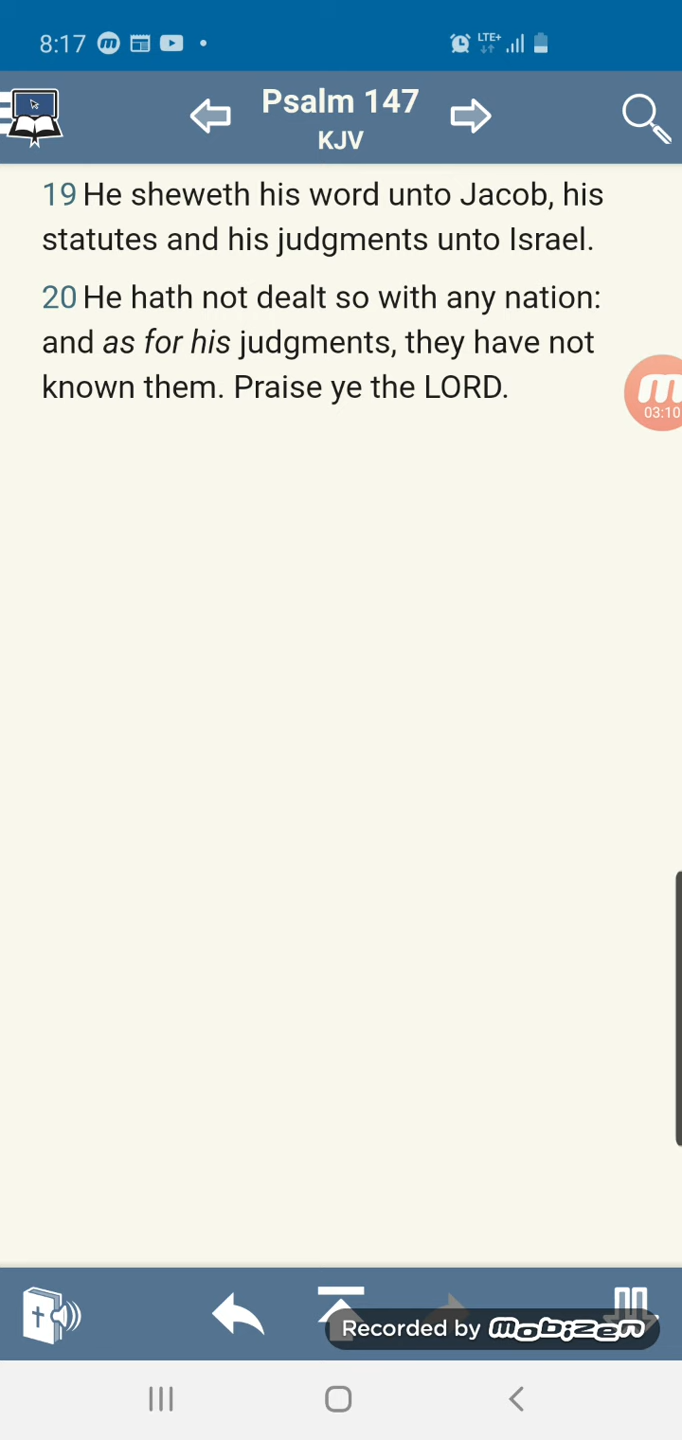 8:17
LTE+
Psalm 147
KJV
19 He sheweth his word unto Jacob, his
statutes and his judgments unto Israel.
20 He hath not dealt so with any nation:
and as for his judgments, they have not
known them. Praise ye the LORD.
03:10
Recorded by mobizen